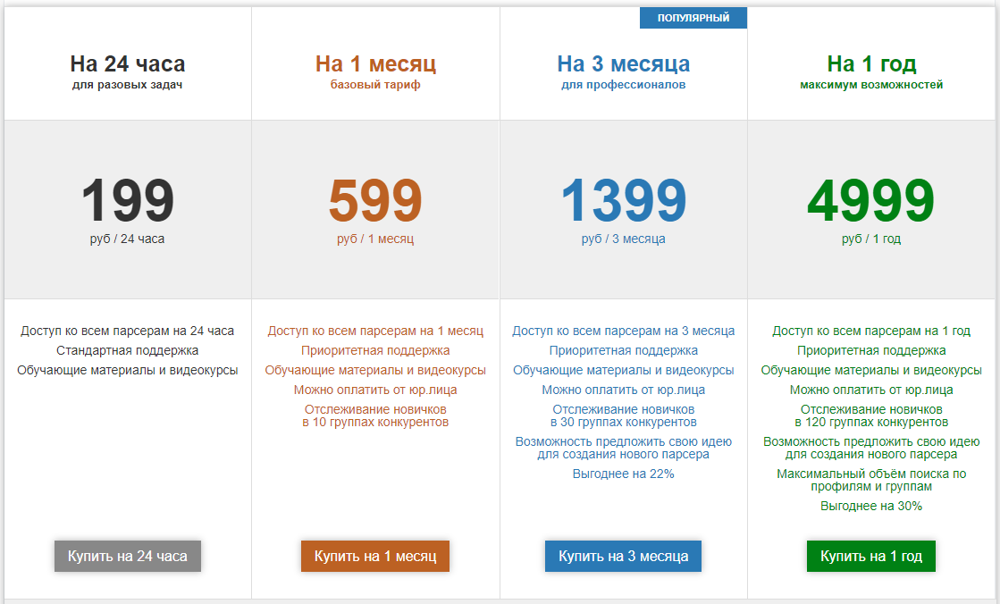 ПОПУЛЯРНЫЙ
На 24 часа
для разовых задач
199
руб / 24 часа
Доступ ко всем парсерам на 24 часа
Стандартная поддержка
Обучающие материалы и видеокурсы
Купить на 24 часа
На 1 месяц
базовый тариф
599
руб / 1 месяц
Доступ ко всем парсерам на 1 месяц
Приоритетная поддержка
Обучающие материалы и видеокурсы
Можно оплатить от юр.лица
Отслеживание новичков
в 10 группах конкурентов
Купить на 1 месяц
На 3 месяца
для профессионалов
1399
руб / 3 месяца
Доступ ко всем парсерам на 3 месяца
Приоритетная поддержка
Обучающие материалы и видеокурсы
Можно оплатить от юр.лица
Отслеживание новичков
в 30 группах конкурентов
Возможность предложить свою идею
для создания нового парсера
Выгоднее на 22%
Купить на 3 месяца
На 1 год
максимум возможностей
4999
руб / 1 год
Доступ ко всем парсерам на 1 год
Приоритетная поддержка
Обучающие материалы и видеокурсы
Можно оплатить от юр.лица
Отслеживание новичков
в 120 группах конкурентов
Возможность предложить свою идею
для создания нового парсера
Максимальный объём поиска по
профилям и группам
Выгоднее на 30%
Купить на 1 год